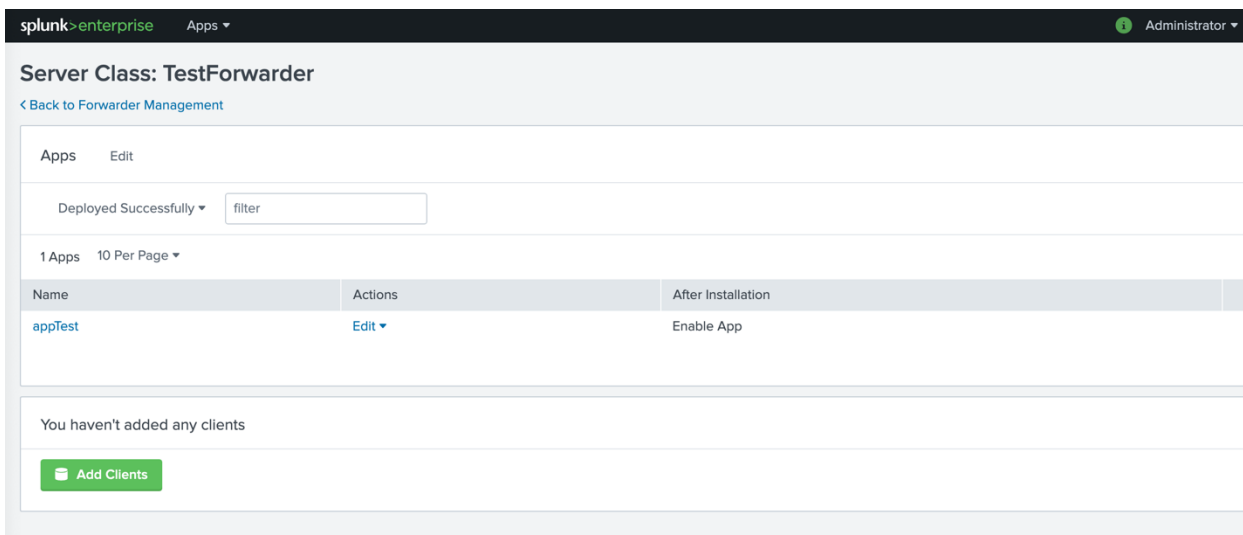 splunk>enterprise Apps Administrator
Server Class: TestForwarder
Back to Forwarder Management
Apps Edit
Deployed Successfully filter
1 Apps 10 Per Page
Name Actions After Installation
appTest Edit Enable App
You haven't added any clients
Add Clients